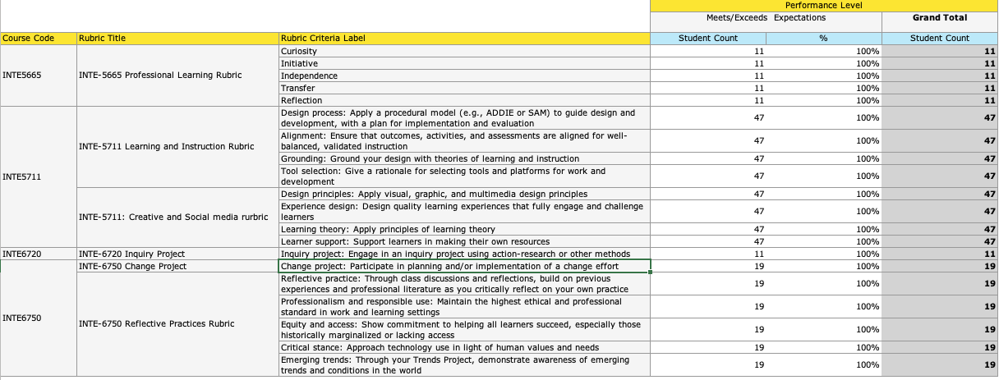 Performance Level
Meets/Exceeds Expectations Grand Total
Course Code Rubric Title Rubric Criteria Label Student Count % Student Count
INTE5665 INTE-5665 Professional Learning Rubric Curiosity 11 100% 11
Initiative 11 100% 11
Independence 11 100% 11
Transfer 11 100% 11
Reflection 11 100% 11
INTE5711 INTE-5711 Learning and Instruction Rubric Design process: Apply a procedural model (e.g., ADDIE or SAM) to guide design and
development, with a plan for implementation and evaluation 47 100% 47
Alignment: Ensure that outcomes, activities, and assessments are aligned for well-
balanced, validated instruction 47 100% 47
Grounding: Ground your design with theories of learning and instruction 47 100% 47
Tool selection: Give a rationale for selecting tools and platforms for work and
development 47 100% 47
INTE-5711: Creative and Social media rurbric Design principles: Apply visual, graphic, and multimedia design principles 47 100% 47
Experience design: Design quality learning experiences that fully engage and challenge
learners 47 100% 47
Learning theory: Apply principles of learning theory 47 100% 47
Learner support: Support learners in making their own resources 47 100% 47
INTE6720 INTE-6720 Inquiry Project Inquiry project: Engage in an inquiry project using action-research or other methods 11 100% 11
INTE6750 INTE-6750 Change Project Change project: Participate in planning and/or implementation of a change effort 19 100% 19
INTE-6750 Reflective Practices Rubric Reflective practice: Through class discussions and reflections, build on previous
experiences and professional literature as you critically reflect on your own practice 19 100% 19
Professionalism and responsible use: Maintain the highest ethical and professional
standard in work and learning settings 19 100% 19
Equity and access: Show commitment to helping all learners succeed, especially those
historically marginalized or lacking access 19 100% 19
Critical stance: Approach technology use in light of human values and needs 19 100% 19
Emerging trends: Through your Trends Project, demonstrate awareness of emerging
trends and conditions in the world 19 100% 19